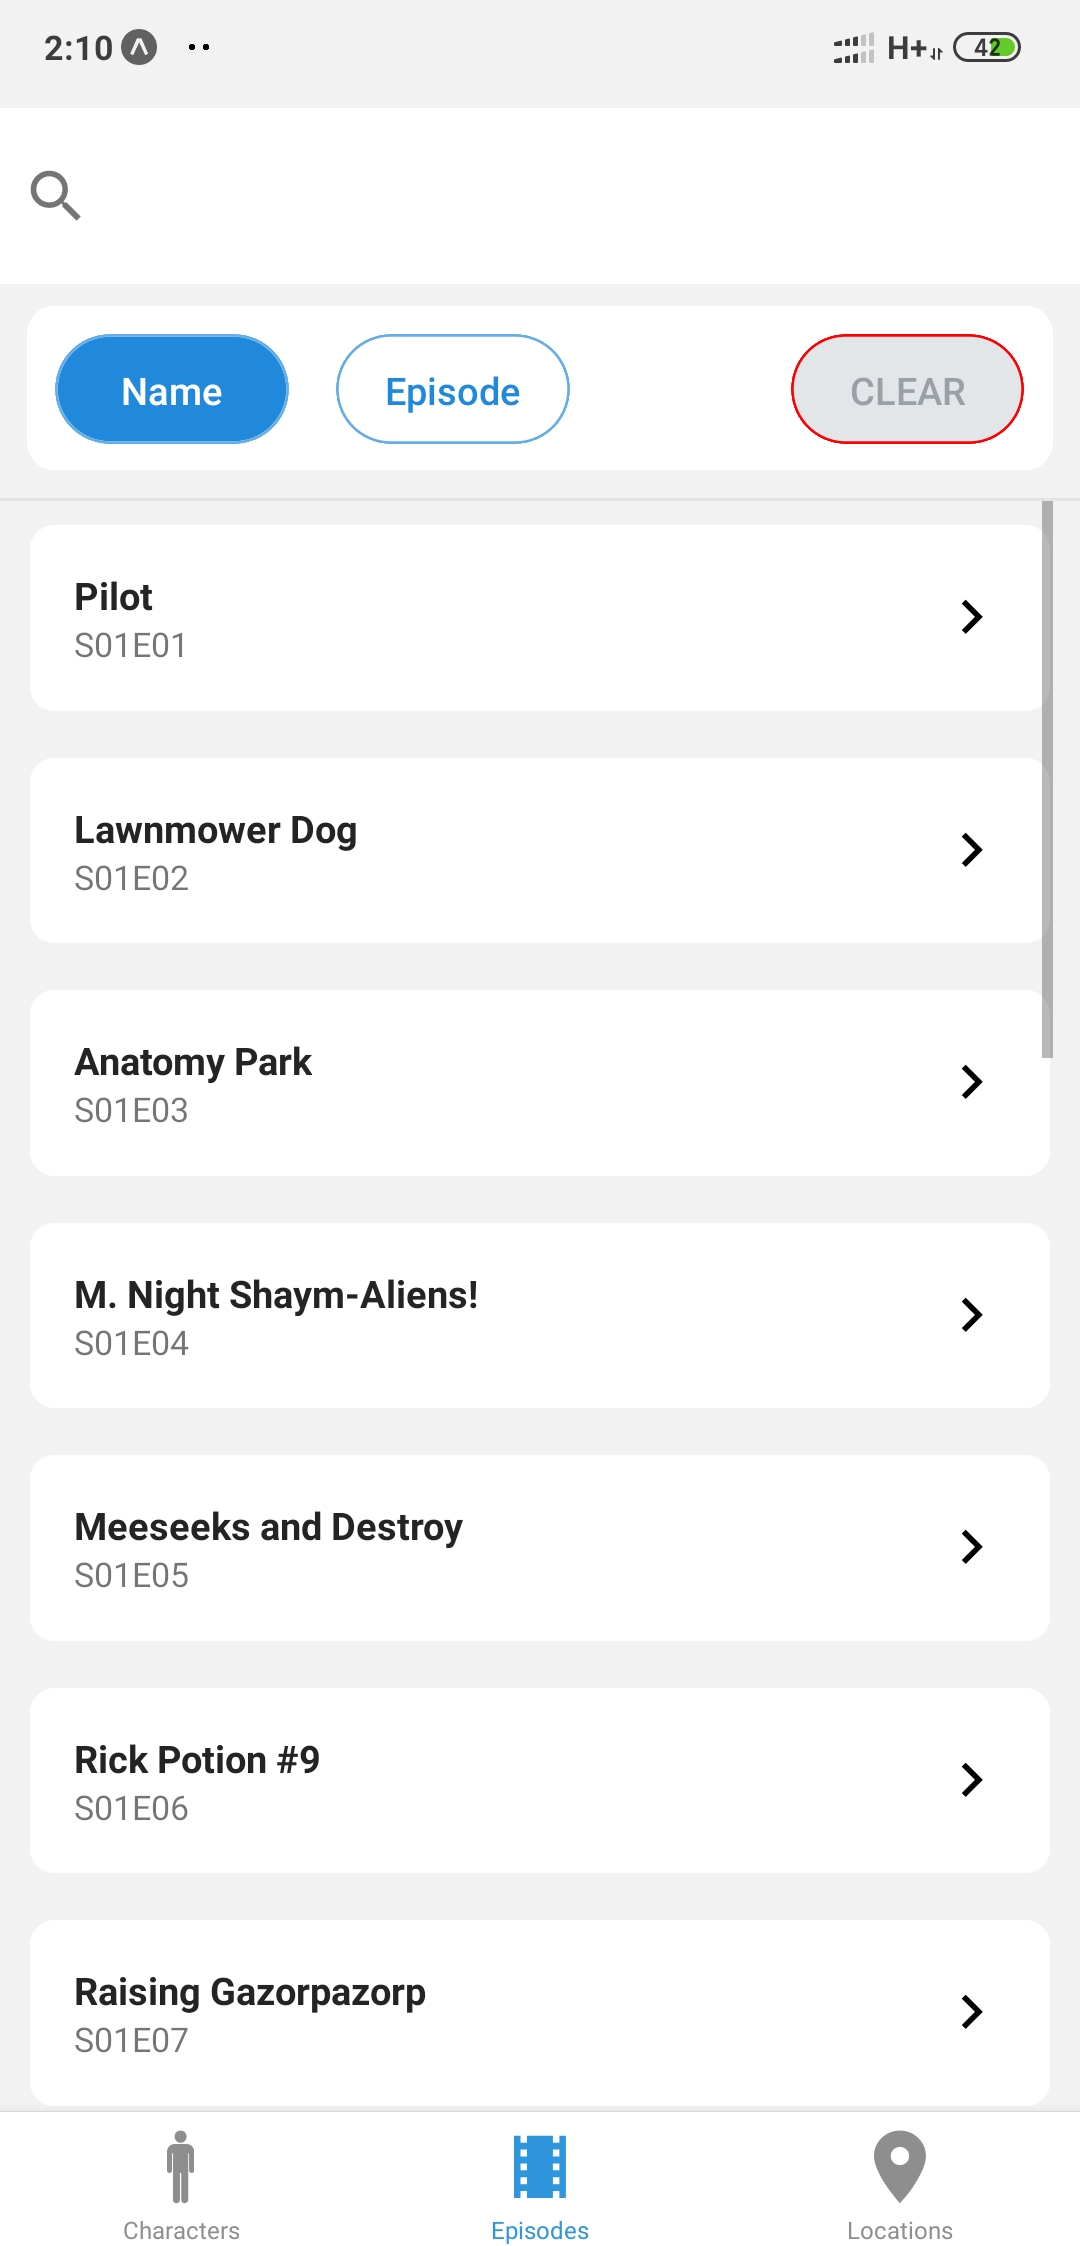 2:10
H+ 42
Name Episode CLEAR
Pilot
S01E01
Lawnmower Dog
S01E02
Anatomy Park
S01E03
M. Night Shaym-Aliens!
S01E04
Meeseeks and Destroy
S01E05
Rick Potion #9
S01E06
Raising Gazorpazorp
S01E07
Characters Episodes Locations